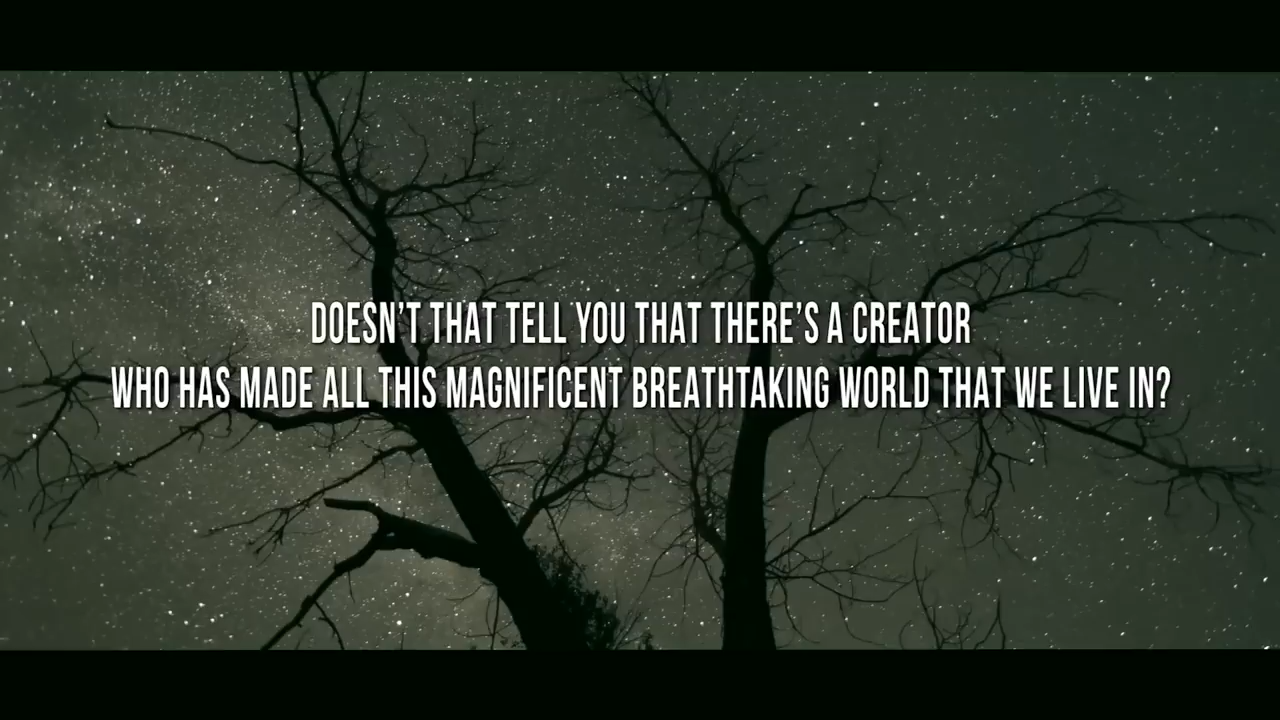 DOESN'T THAT TELL YOU THAT THERE'S A CREATOR
WHO HAS MADE ALL THIS MAGNIFICENT BREATHTAKING WORLD THAT WE LIVE IN?